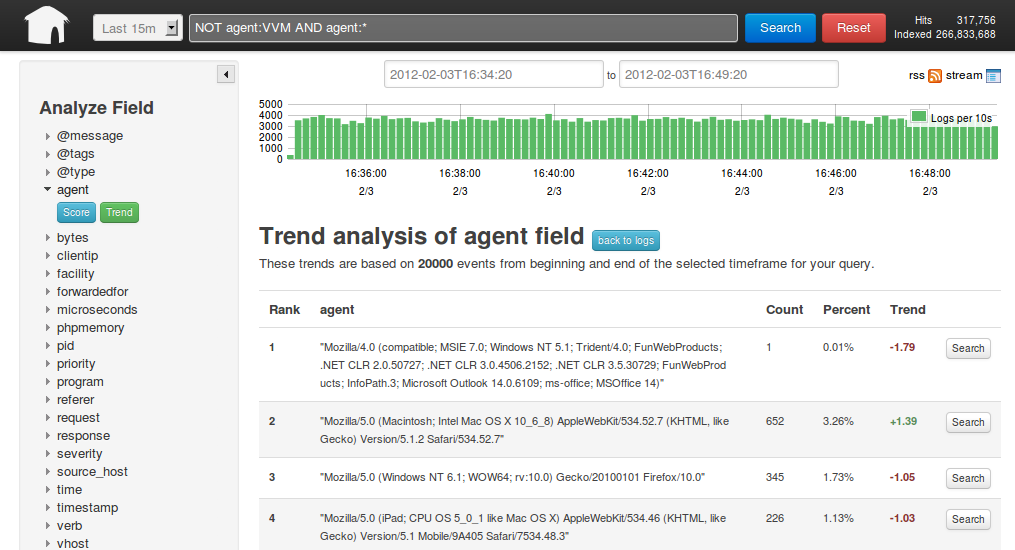 Last 15m
NOT agent:VVM AND agent:*
Search
Reset
Hits 317,756
Indexed 266,833,688
2012-02-03T16:34:20 to 2012-02-03T16:49:20
rss stream
Analyze Field
@message
@tags
@type
agent
Score Trend
bytes
clientip
facility
forwardedfor
microseconds
phpmemory
pid
priority
program
referer
request
response
severity
source_host
time
timestamp
verb
vhost
5000
4000
3000
2000
1000
0
Logs per 10s
16:36:00 16:38:00 16:40:00 16:42:00 16:44:00 16:46:00 16:48:00
2/3 2/3 2/3 2/3 2/3 2/3 2/3
Trend analysis of agent field back to logs
These trends are based on 20000 events from beginning and end of the selected timeframe for your query.
Rank agent Count Percent Trend
1 "Mozilla/4.0 (compatible; MSIE 7.0; Windows NT 5.1; Trident/4.0; FunWebProducts; 1 0.01% -1.79 Search
.NET CLR 2.0.50727; .NET CLR 3.0.4506.2152; .NET CLR 3.5.30729; FunWebProd
ucts; InfoPath.3; Microsoft Outlook 14.0.6109; ms-office; MSOffice 14)"
2 "Mozilla/5.0 (Macintosh; Intel Mac OS X 10_6_8) AppleWebKit/534.52.7 (KHTML, like 652 3.26% +1.39 Search
Gecko) Version/5.1.2 Safari/534.52.7"
3 "Mozilla/5.0 (Windows NT 6.1; WOW64; rv:10.0) Gecko/20100101 Firefox/10.0" 345 1.73% -1.05 Search
4 "Mozilla/5.0 (iPad; CPU OS 5_0_1 like Mac OS X) AppleWebKit/534.46 (KHTML, like 226 1.13% -1.03 Search
Gecko) Version/5.1 Mobile/9A405 Safari/7534.48.3"